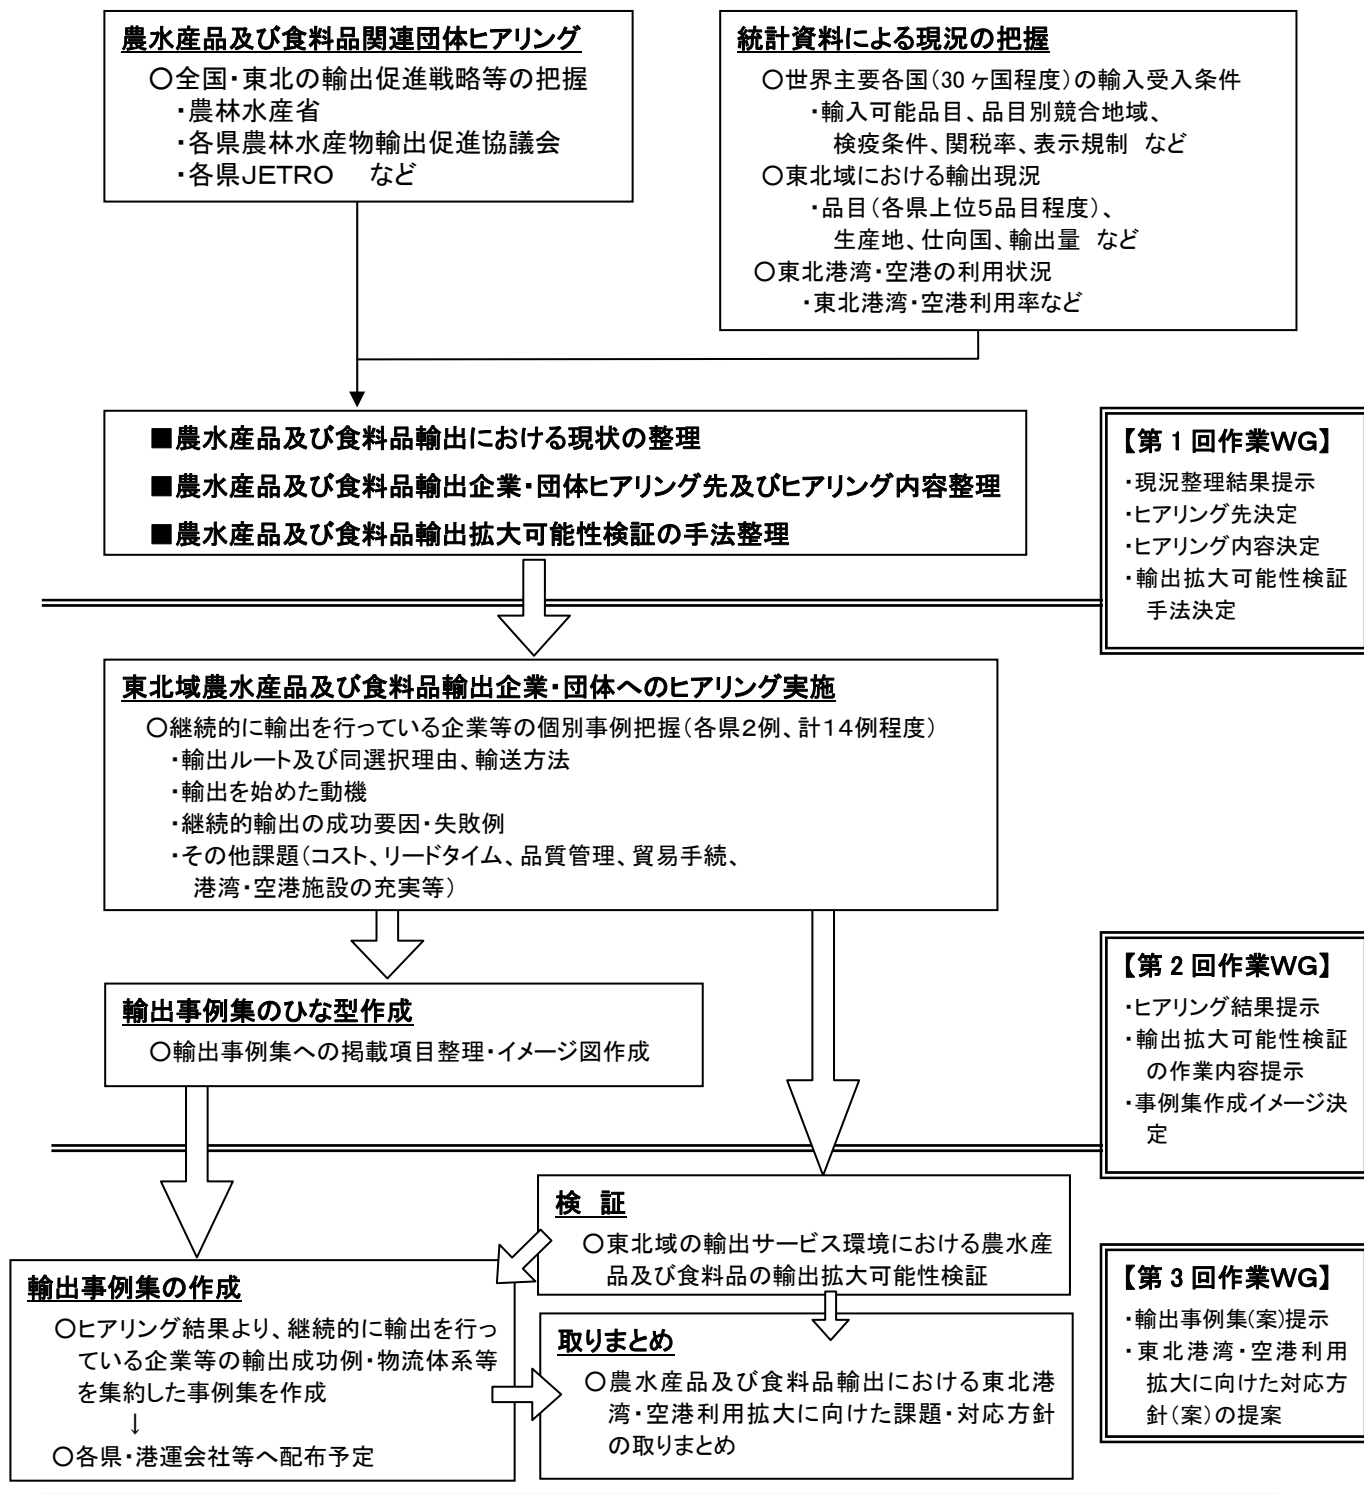 農水産品及び食料品関連団体ヒアリング
○全国・東北の輸出促進戦略等の把握
・農林水産省
・各県農林水産物輸出促進協議会
・各県JETRO　など
統計資料による現況の把握
○世界主要各国(30ヶ国程度)の輸入受入条件
・輸入可能品目、品目別競合地域、
検疫条件、関税率、表示規制　など
○東北域における輸出現況
・品目(各県上位5品目程度)、
生産地、仕向国、輸出量　など
○東北港湾・空港の利用状況
・東北港湾・空港利用率など
■農水産品及び食料品輸出における現状の整理
■農水産品及び食料品輸出企業・団体ヒアリング先及びヒアリング内容整理
■農水産品及び食料品輸出拡大可能性検証の手法整理
【第1回作業WG】
・現況整理結果提示
・ヒアリング先決定
・ヒアリング内容決定
・輸出拡大可能性検証
手法決定
東北域農水産品及び食料品輸出企業・団体へのヒアリング実施
○継続的に輸出を行っている企業等の個別事例把握(各県2例、計14例程度)
・輸出ルート及び同選択理由、輸送方法
・輸出を始めた動機
・継続的輸出の成功要因・失敗例
・その他課題(コスト、リードタイム、品質管理、貿易手続、
港湾・空港施設の充実等)
輸出事例集のひな型作成
○輸出事例集への掲載項目整理・イメージ図作成
【第2回作業WG】
・ヒアリング結果提示
・輸出拡大可能性検証
の作業内容提示
・事例集作成イメージ決
定
検　証
○東北域の輸出サービス環境における農水産
品及び食料品の輸出拡大可能性検証
輸出事例集の作成
○ヒアリング結果より、継続的に輸出を行っ
ている企業等の輸出成功例・物流体系等
を集約した事例集を作成
↓
○各県・港運会社等へ配布予定
取りまとめ
○農水産品及び食料品輸出における東北港
湾・空港利用拡大に向けた課題・対応方針
の取りまとめ
【第3回作業WG】
・輸出事例集(案)提示
・東北港湾・空港利用
拡大に向けた対応方
針(案)の提案